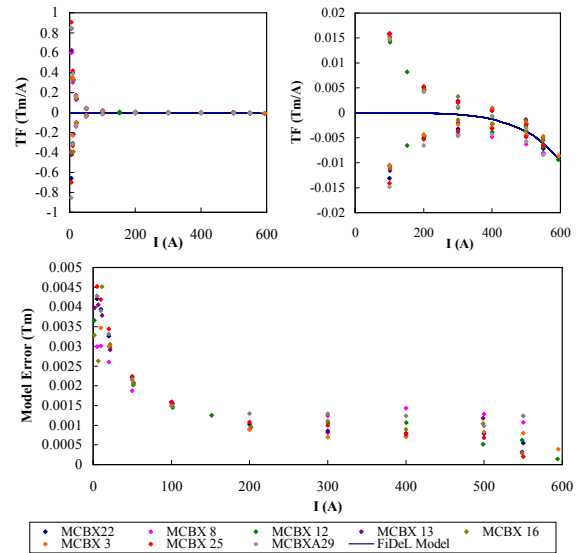 1
0.8
0.6
0.4
0.2
0
-0.2
-0.4
-0.6
-0.8
-1
TF (Tm/A)
0 200 400 600
I (A)
0.02
0.015
0.01
0.005
0
-0.005
-0.01
-0.015
-0.02
TF (Tm/A)
0 200 400 600
I (A)
0.005
0.0045
0.004
0.0035
0.003
0.0025
0.002
0.0015
0.001
0.0005
0
Model Error (Tm)
0 100 200 300 400 500 600
I (A)
MCBX22 MCBX 8 MCBX 12 MCBX 13 MCBX 16
MCBX 3 MCBX 25 MCBXA29 FiDeL Model